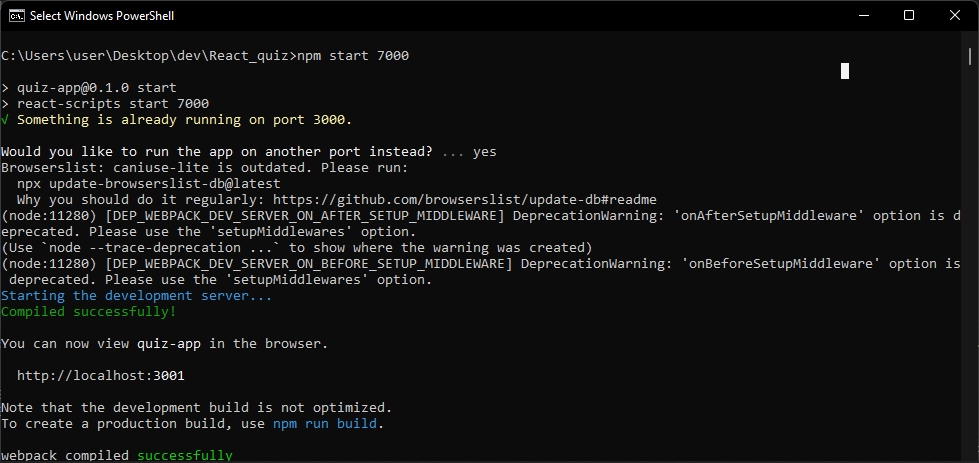 Select Windows PowerShell
C:\Users\user\Desktop\dev\React_quiz>npm start 7000
> quiz-app@0.1.0 start
> react-scripts start 7000
√ Something is already running on port 3000.
Would you like to run the app on another port instead? ... yes
Browserslist: caniuse-lite is outdated. Please run:
  npx update-browserslist-db@latest
  Why you should do it regularly: https://github.com/browserslist/update-db#readme
(node:11280) [DEP_WEBPACK_DEV_SERVER_ON_AFTER_SETUP_MIDDLEWARE] DeprecationWarning: 'onAfterSetupMiddleware' option is d
eprecated. Please use the 'setupMiddlewares' option.
(Use `node --trace-deprecation ...` to show where the warning was created)
(node:11280) [DEP_WEBPACK_DEV_SERVER_ON_BEFORE_SETUP_MIDDLEWARE] DeprecationWarning: 'onBeforeSetupMiddleware' option is
 deprecated. Please use the 'setupMiddlewares' option.
Starting the development server...
Compiled successfully!
You can now view quiz-app in the browser.
  http://localhost:3001
Note that the development build is not optimized.
To create a production build, use npm run build.
webpack compiled successfully